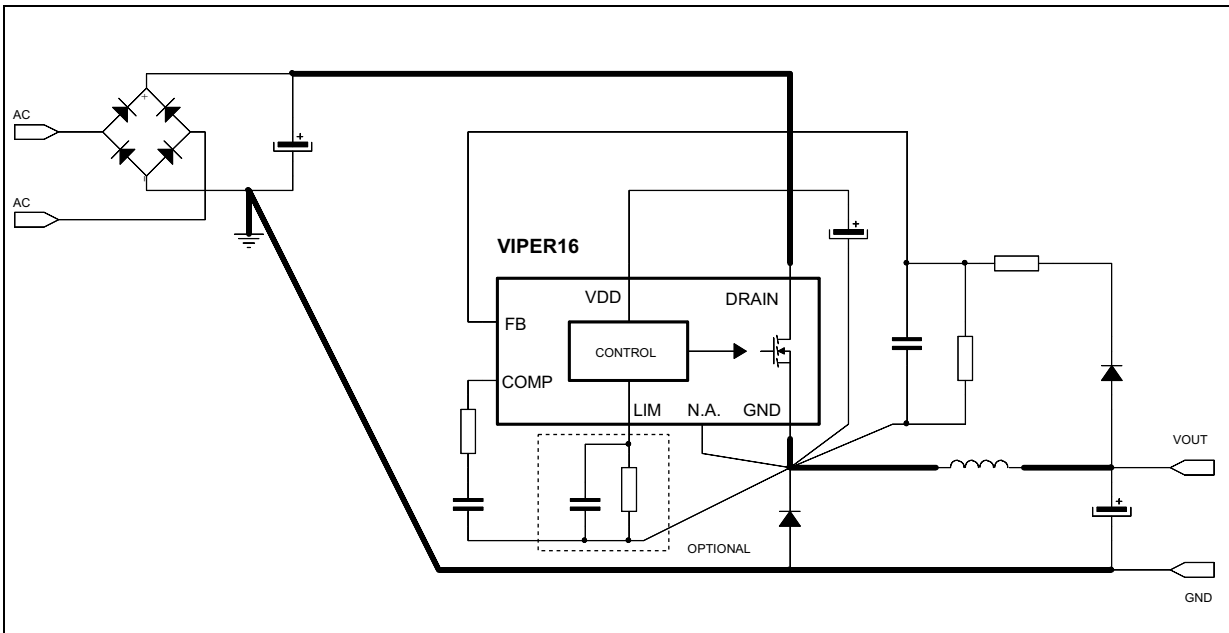 AC
AC
VIPER16
VDD
DRAIN
FB
CONTROL
COMP
LIM
N.A.
GND
VOUT
OPTIONAL
GND